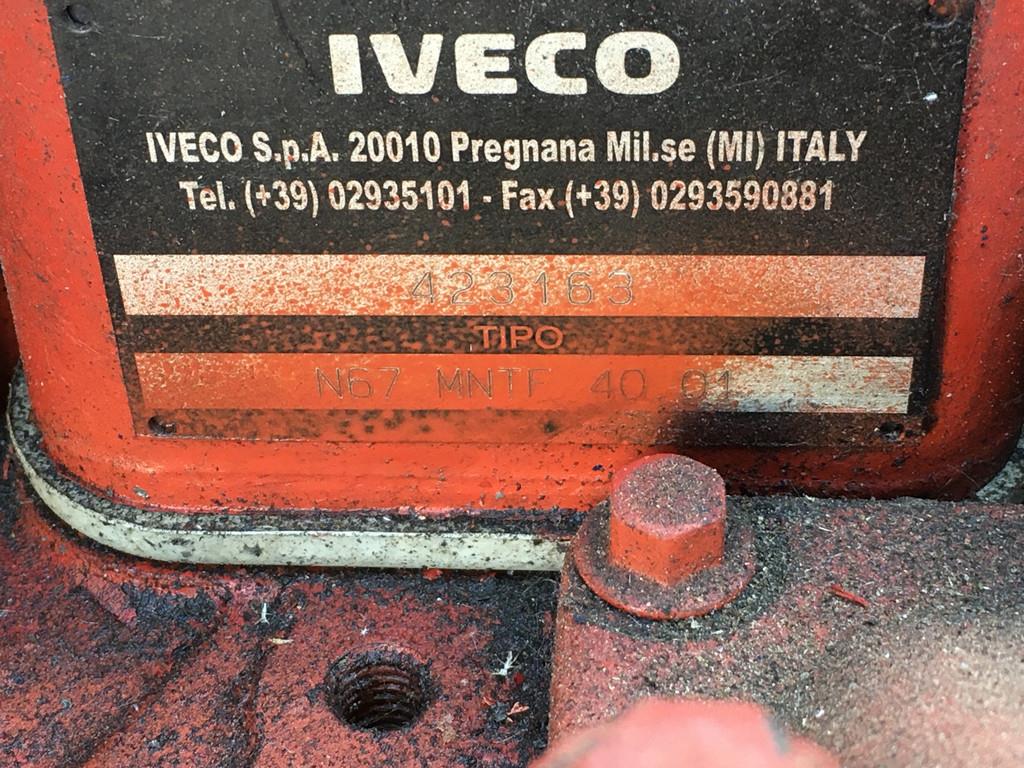 IVECO
IVECO S.p.A. 20010 Pregnana Mil.se (MI) ITALY
Tel. (+39) 02935101 - Fax (+39) 0293590881
423163
TIPO
N67 MNTF 40 01